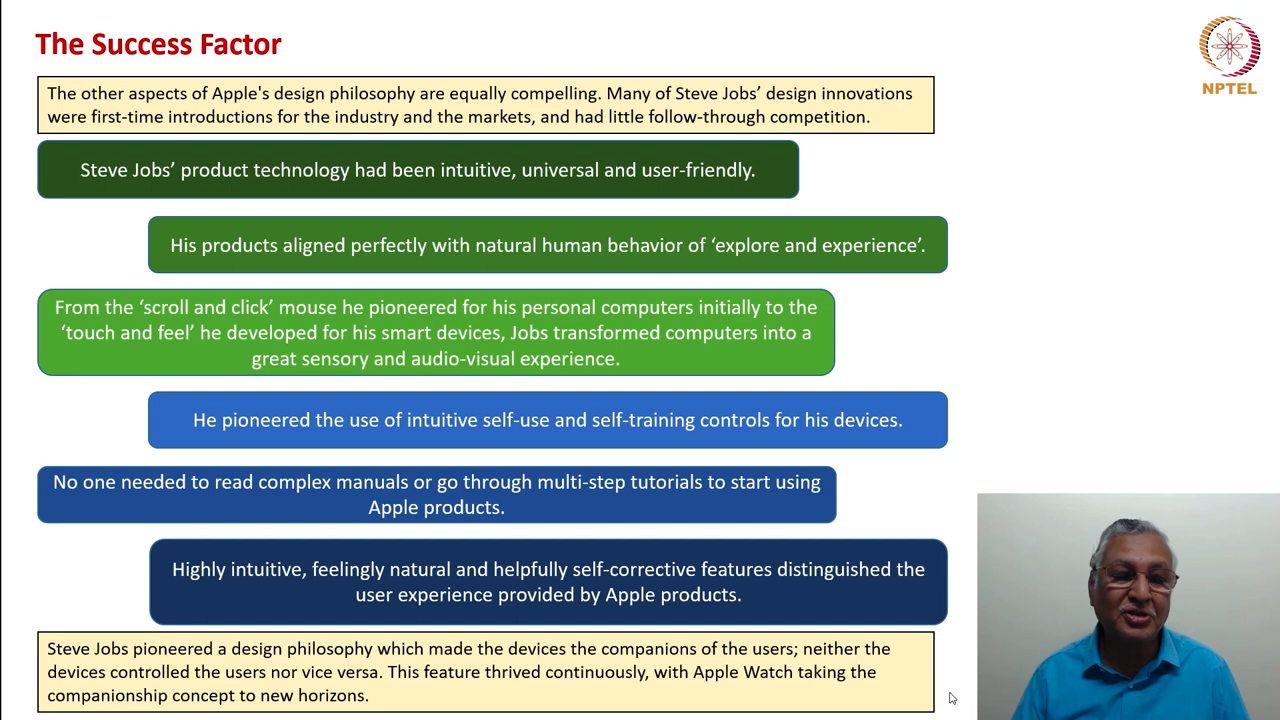 The Success Factor
NPTEL
The other aspects of Apple's design philosophy are equally compelling. Many of Steve Jobs’ design innovations
were first-time introductions for the industry and the markets, and had little follow-through competition.
Steve Jobs’ product technology had been intuitive, universal and user-friendly.
His products aligned perfectly with natural human behavior of ‘explore and experience’.
From the ‘scroll and click’ mouse he pioneered for his personal computers initially to the
‘touch and feel’ he developed for his smart devices, Jobs transformed computers into a
great sensory and audio-visual experience.
He pioneered the use of intuitive self-use and self-training controls for his devices.
No one needed to read complex manuals or go through multi-step tutorials to start using
Apple products.
Highly intuitive, feelingly natural and helpfully self-corrective features distinguished the
user experience provided by Apple products.
Steve Jobs pioneered a design philosophy which made the devices the companions of the users; neither the
devices controlled the users nor vice versa. This feature thrived continuously, with Apple Watch taking the
companionship concept to new horizons.